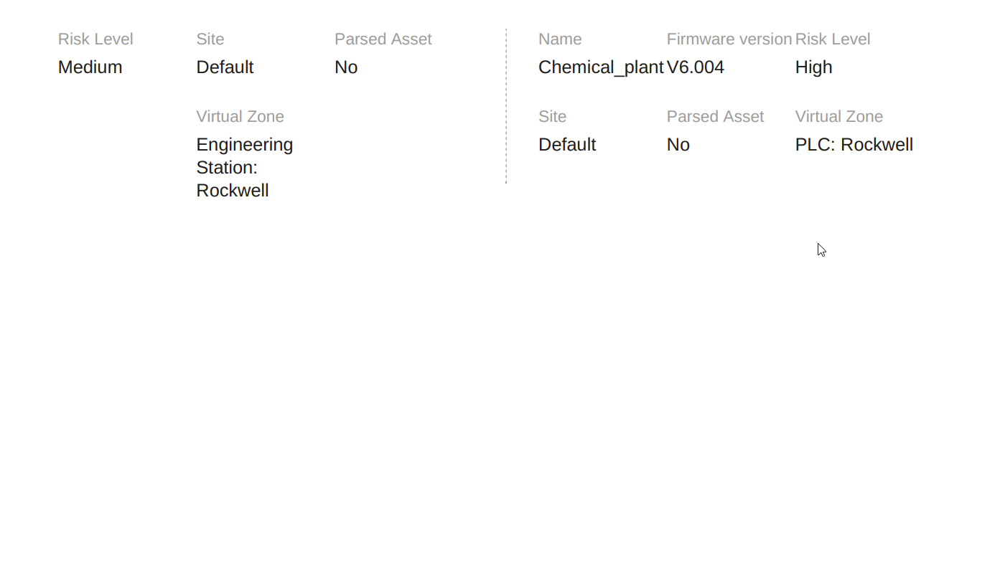 Risk Level Site Parsed Asset
Medium Default No
Virtual Zone
Engineering
Station:
Rockwell
Name Firmware version Risk Level
Chemical_plant V6.004 High
Site Parsed Asset Virtual Zone
Default No PLC: Rockwell